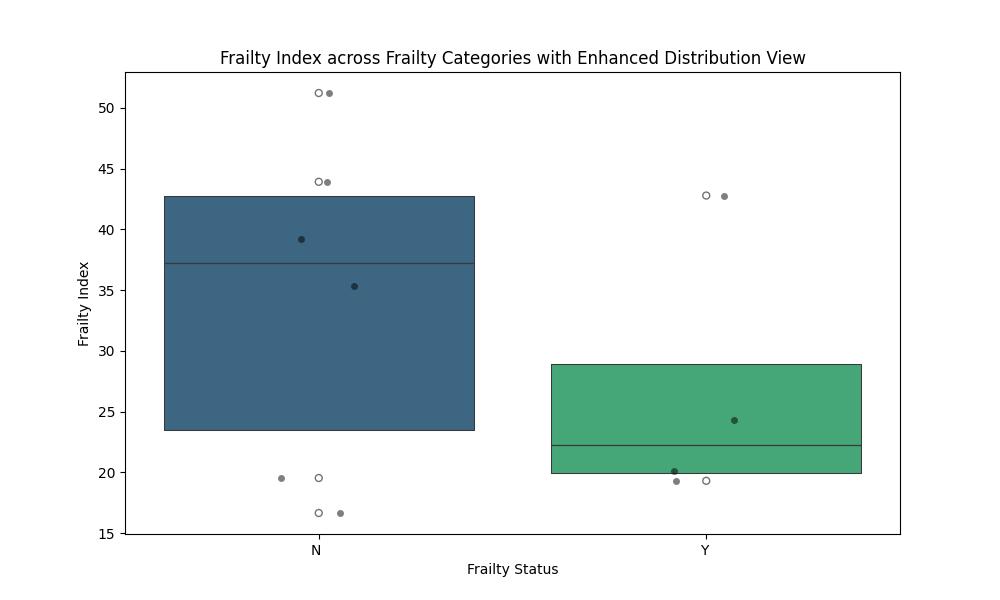 Frailty Index across Frailty Categories with Enhanced Distribution View
50
45
40
35
30
25
20
15
Frailty Index
N
Y
Frailty Status